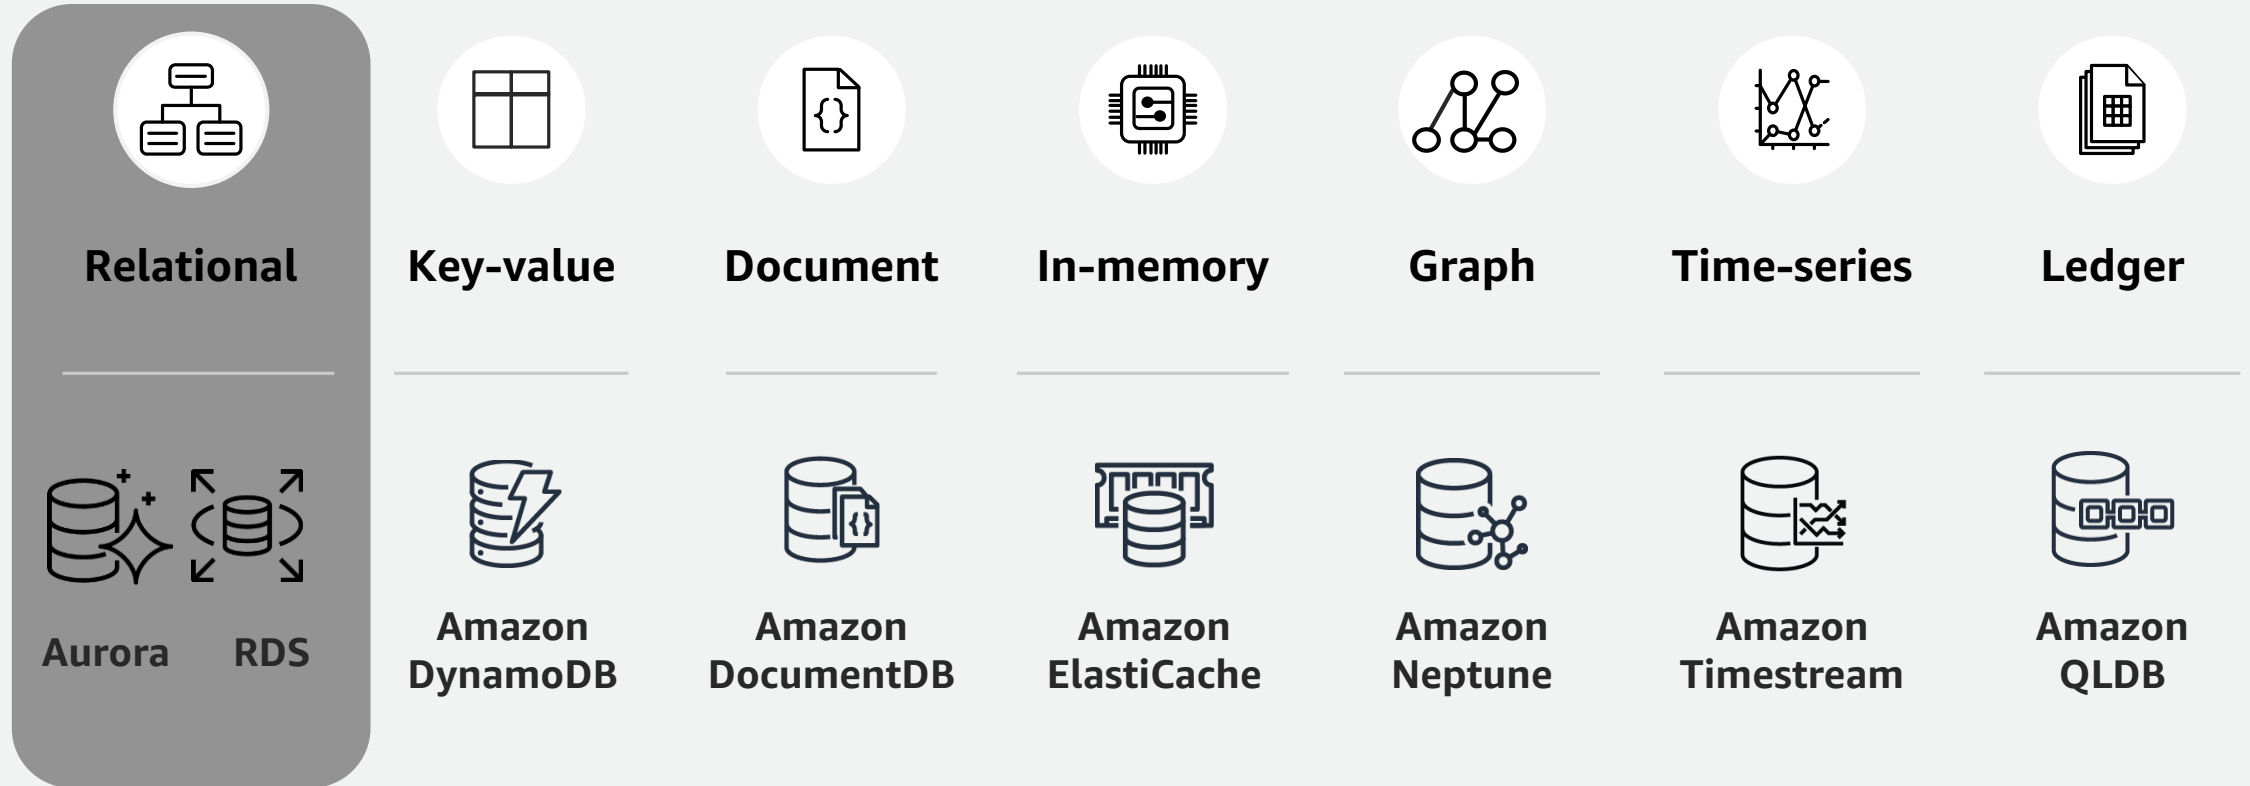 Relational
Key-value
Document
In-memory
Graph
Time-series
Ledger
{}
{}
Aurora
RDS
Amazon
DynamoDB
Amazon
DocumentDB
Amazon
ElastiCache
Amazon
Neptune
Amazon
Timestream
Amazon
QLDB